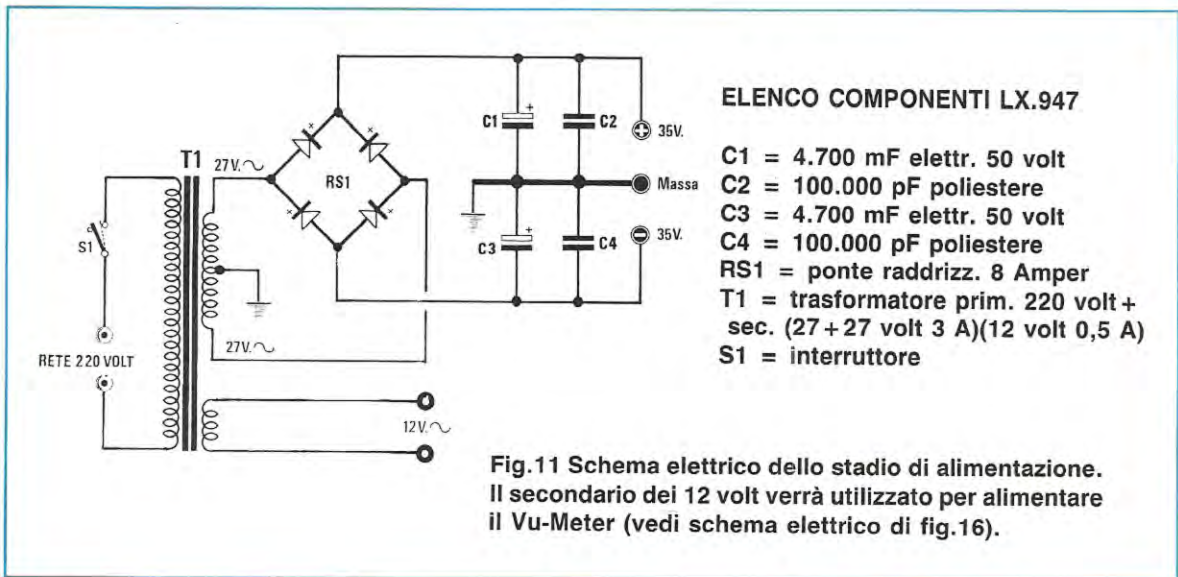 T1
27V.
RS1
S1
RETE 220 VOLT
27V.
12V.
C1
+
C2
35V.
Massa
C3
+
C4
35V.
ELENCO COMPONENTI LX.947
C1 = 4.700 mF elettr. 50 volt
C2 = 100.000 pF poliestere
C3 = 4.700 mF elettr. 50 volt
C4 = 100.000 pF poliestere
RS1 = ponte raddrizz. 8 Amper
T1 = trasformatore prim. 220 volt +
sec. (27 + 27 volt 3 A)(12 volt 0,5 A)
S1 = interruttore
Fig.11 Schema elettrico dello stadio di alimentazione.
Il secondario dei 12 volt verrà utilizzato per alimentare
il Vu-Meter (vedi schema elettrico di fig.16).